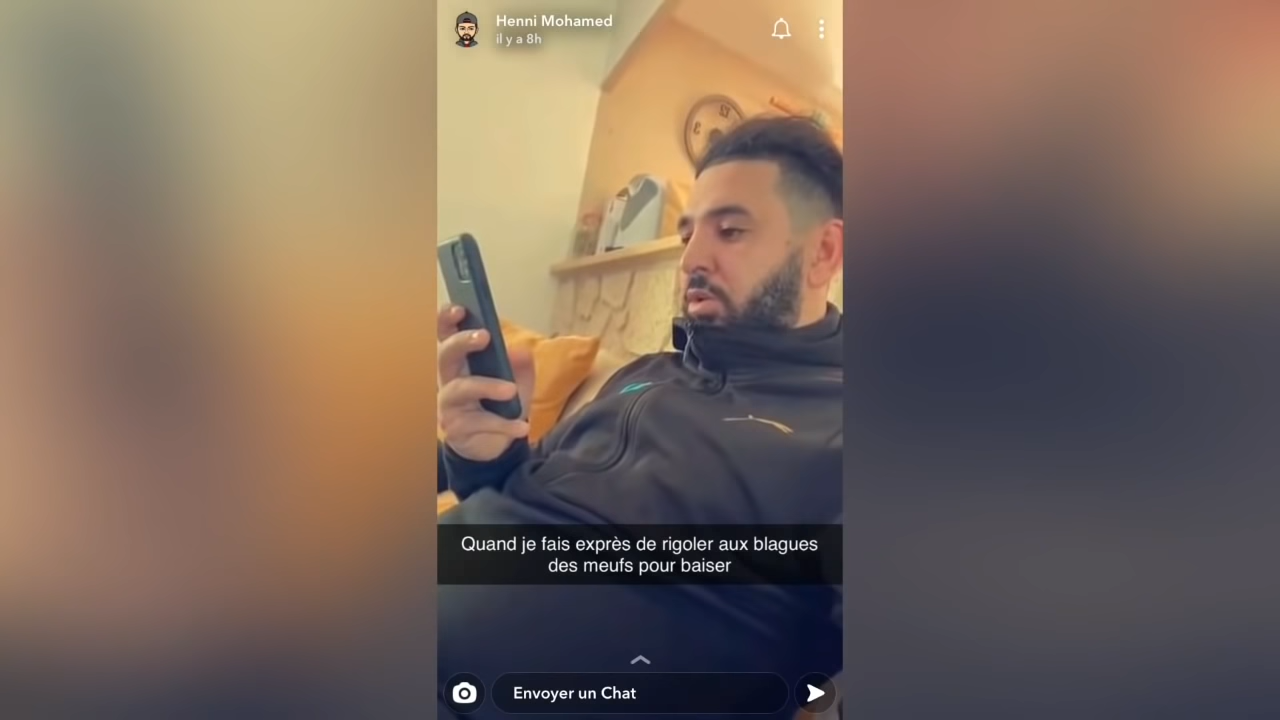 Henni Mohamed
il y a 8h
Quand je fais exprès de rigoler aux blagues
des meufs pour baiser
Envoyer un Chat